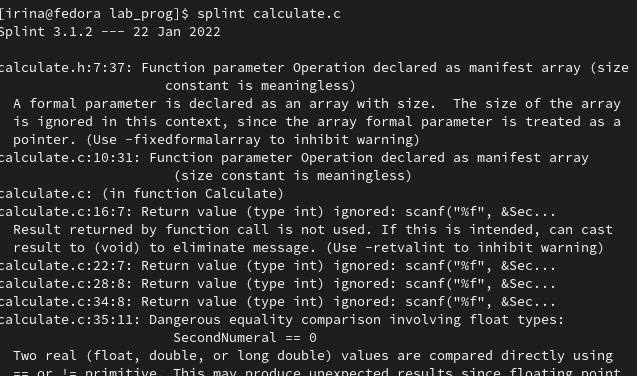 [irina@fedora lab_prog]$ splint calculate.c
Splint 3.1.2 --- 22 Jan 2022
calculate.h:7:37: Function parameter Operation declared as manifest array (size
constant is meaningless)
A formal parameter is declared as an array with size.  The size of the array
is ignored in this context, since the array formal parameter is treated as a
pointer. (Use -fixedformalarray to inhibit warning)
calculate.c:10:31: Function parameter Operation declared as manifest array
(size constant is meaningless)
calculate.c: (in function Calculate)
calculate.c:16:7: Return value (type int) ignored: scanf("%f", &Sec...
Result returned by function call is not used. If this is intended, can cast
result to (void) to eliminate message. (Use -retvalint to inhibit warning)
calculate.c:22:7: Return value (type int) ignored: scanf("%f", &Sec...
calculate.c:28:8: Return value (type int) ignored: scanf("%f", &Sec...
calculate.c:34:8: Return value (type int) ignored: scanf("%f", &Sec...
calculate.c:35:11: Dangerous equality comparison involving float types:
SecondNumeral == 0
Two real (float, double, or long double) values are compared directly using
== or != primitive. This may produce unexpected results since floating point